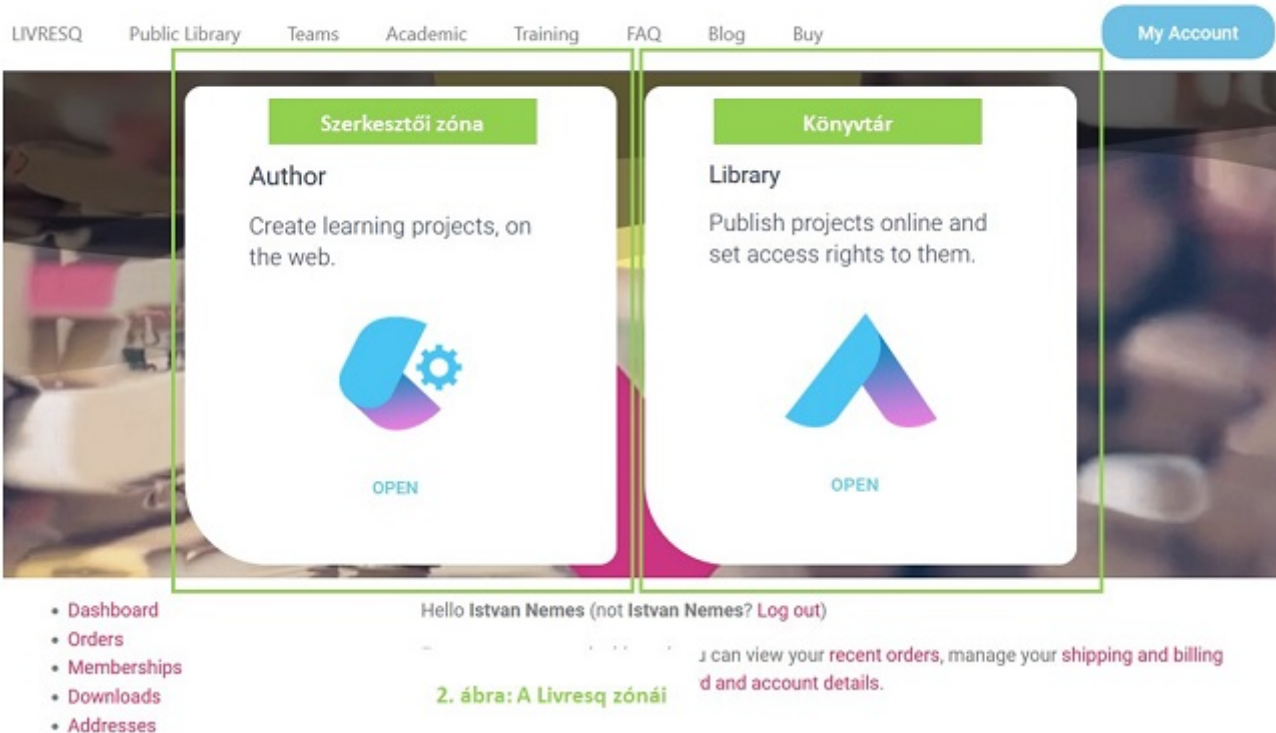 LIVRESQ Public Library Teams Academic Training FAQ Blog Buy My Account
Szerkesztői zóna
Author
Create learning projects, on
the web.
OPEN
Könyvtár
Library
Publish projects online and
set access rights to them.
OPEN
• Dashboard
• Orders
• Memberships
• Downloads
• Addresses
Hello Istvan Nemes (not Istvan Nemes? Log out)
can view your recent orders, manage your shipping and billing
d and account details.
2. ábra: A Livresq zónái